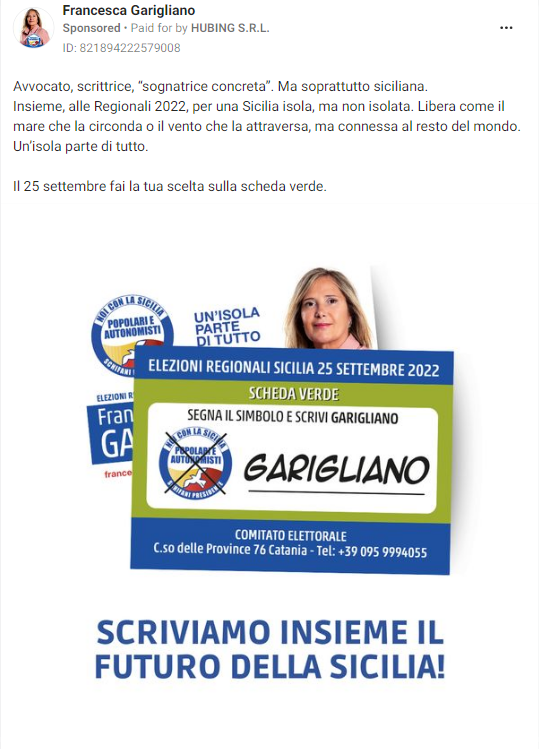 Francesca Garigliano
Sponsored • Paid for by HUBING S.R.L.
ID: 821894222579008
Avvocato, scrittrice, “sognatrice concreta”. Ma soprattutto siciliana.
Insieme, alle Regionali 2022, per una Sicilia isola, ma non isolata. Libera come il
mare che la circonda o il vento che la attraversa, ma connessa al resto del mondo.
Un’isola parte di tutto.
Il 25 settembre fai la tua scelta sulla scheda verde.
NOI CON LA SICILIA
POPOLARI E
AUTONOMISTI
SCHIFANI
UN'ISOLA
PARTE
DI TUTTO
ELEZIONI R
Fran
GA
france
ELEZIONI REGIONALI SICILIA 25 SETTEMBRE 2022
SCHEDA VERDE
SEGNA IL SIMBOLO E SCRIVI GARIGLIANO
NOI CON LA SICILIA
POPOLARI E
AUTONOMISTI
SCHIFANI PRESIDENTE
GARIGLIANO
COMITATO ELETTORALE
C.so delle Province 76 Catania - Tel: +39 095 9994055
SCRIVIAMO INSIEME IL
FUTURO DELLA SICILIA!